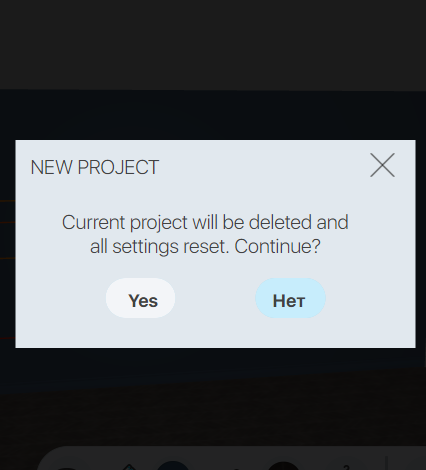 NEW PROJECT
Current project will be deleted and
all settings reset. Continue?
Yes
Нет